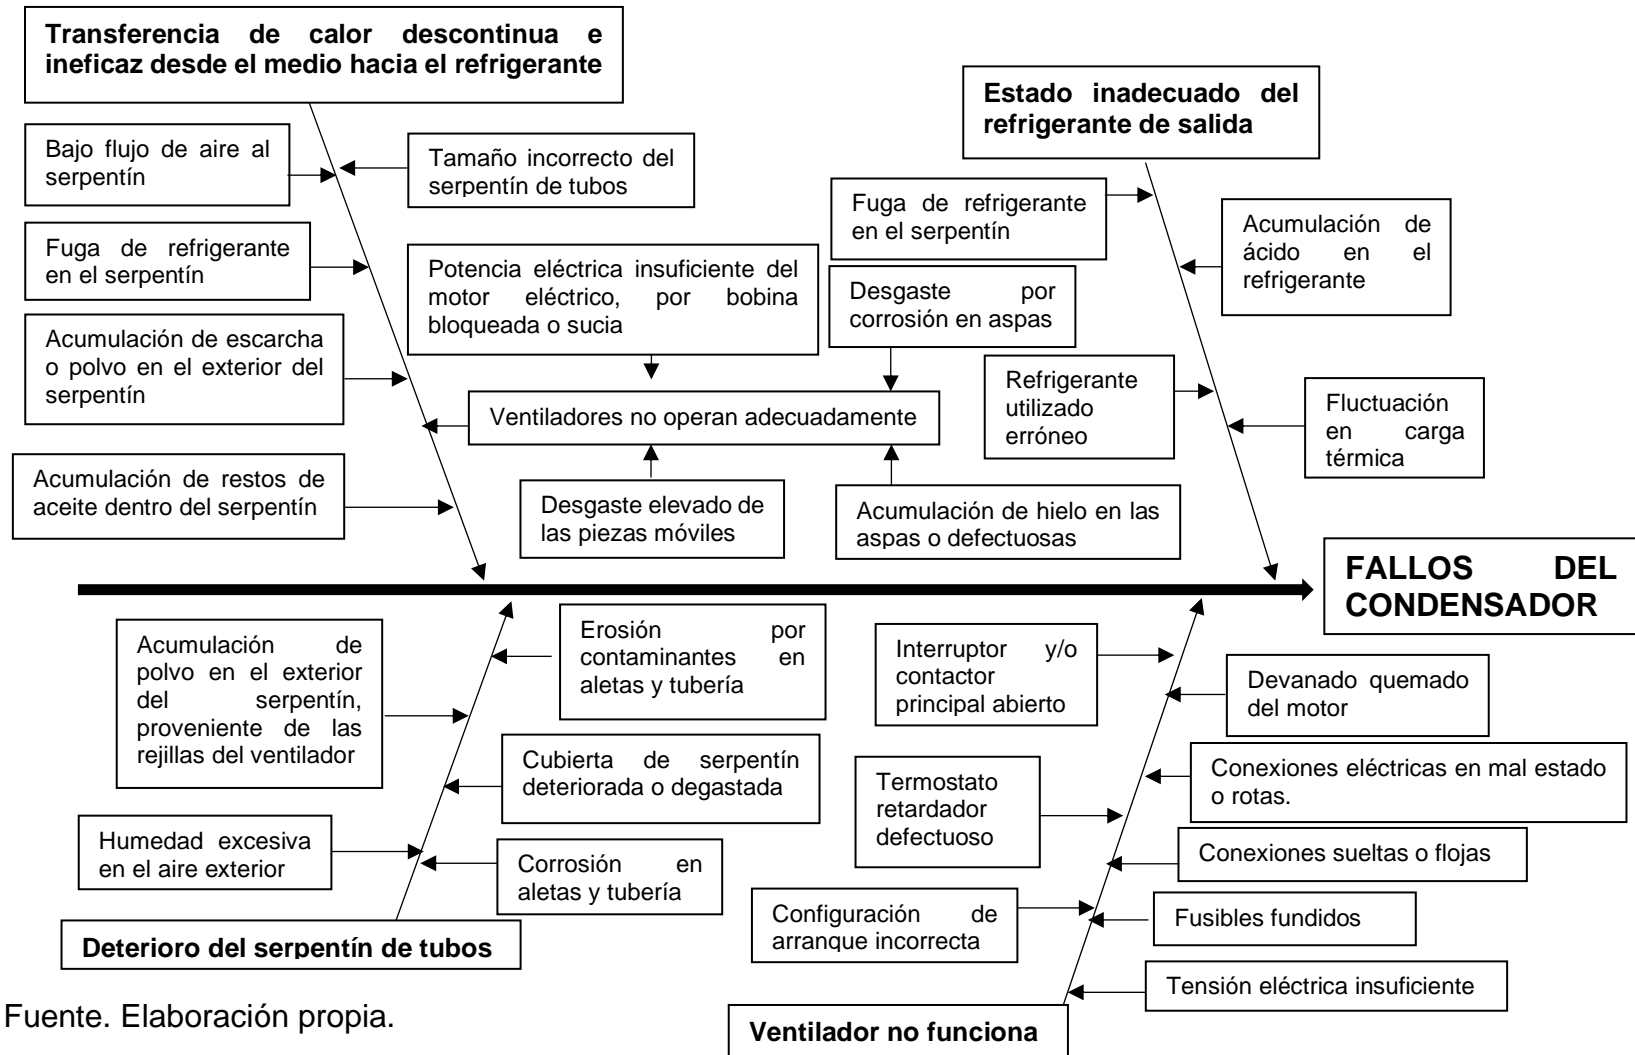 Transferencia de calor descontinua e
ineficaz desde el medio hacia el refrigerante
Estado inadecuado del
refrigerante de salida
Bajo flujo de aire al
serpentín
Tamaño incorrecto del
serpentín de tubos
Fuga de refrigerante
en el serpentín
Acumulación de
ácido en el
refrigerante
Fuga de refrigerante
en el serpentín
Potencia eléctrica insuficiente del
motor eléctrico, por bobina
bloqueada o sucia
Desgaste por
corrosión en aspas
Acumulación de escarcha
o polvo en el exterior del
serpentín
Refrigerante
utilizado
erróneo
Fluctuación
en carga
térmica
Ventiladores no operan adecuadamente
Acumulación de restos de
aceite dentro del serpentín
Desgaste elevado de
las piezas móviles
Acumulación de hielo en las
aspas o defectuosas
FALLOS DEL
CONDENSADOR
Acumulación de
polvo en el exterior
del serpentín,
proveniente de las
rejillas del ventilador
Erosión por
contaminantes en
aletas y tubería
Interruptor y/o
contactor
principal abierto
Devanado quemado
del motor
Cubierta de serpentín
deteriorada o degastada
Conexiones eléctricas en mal estado
o rotas.
Termostato
retardador
defectuoso
Humedad excesiva
en el aire exterior
Corrosión en
aletas y tubería
Conexiones sueltas o flojas
Configuración de
arranque incorrecta
Fusibles fundidos
Deterioro del serpentín de tubos
Tensión eléctrica insuficiente
Ventilador no funciona
Fuente. Elaboración propia.